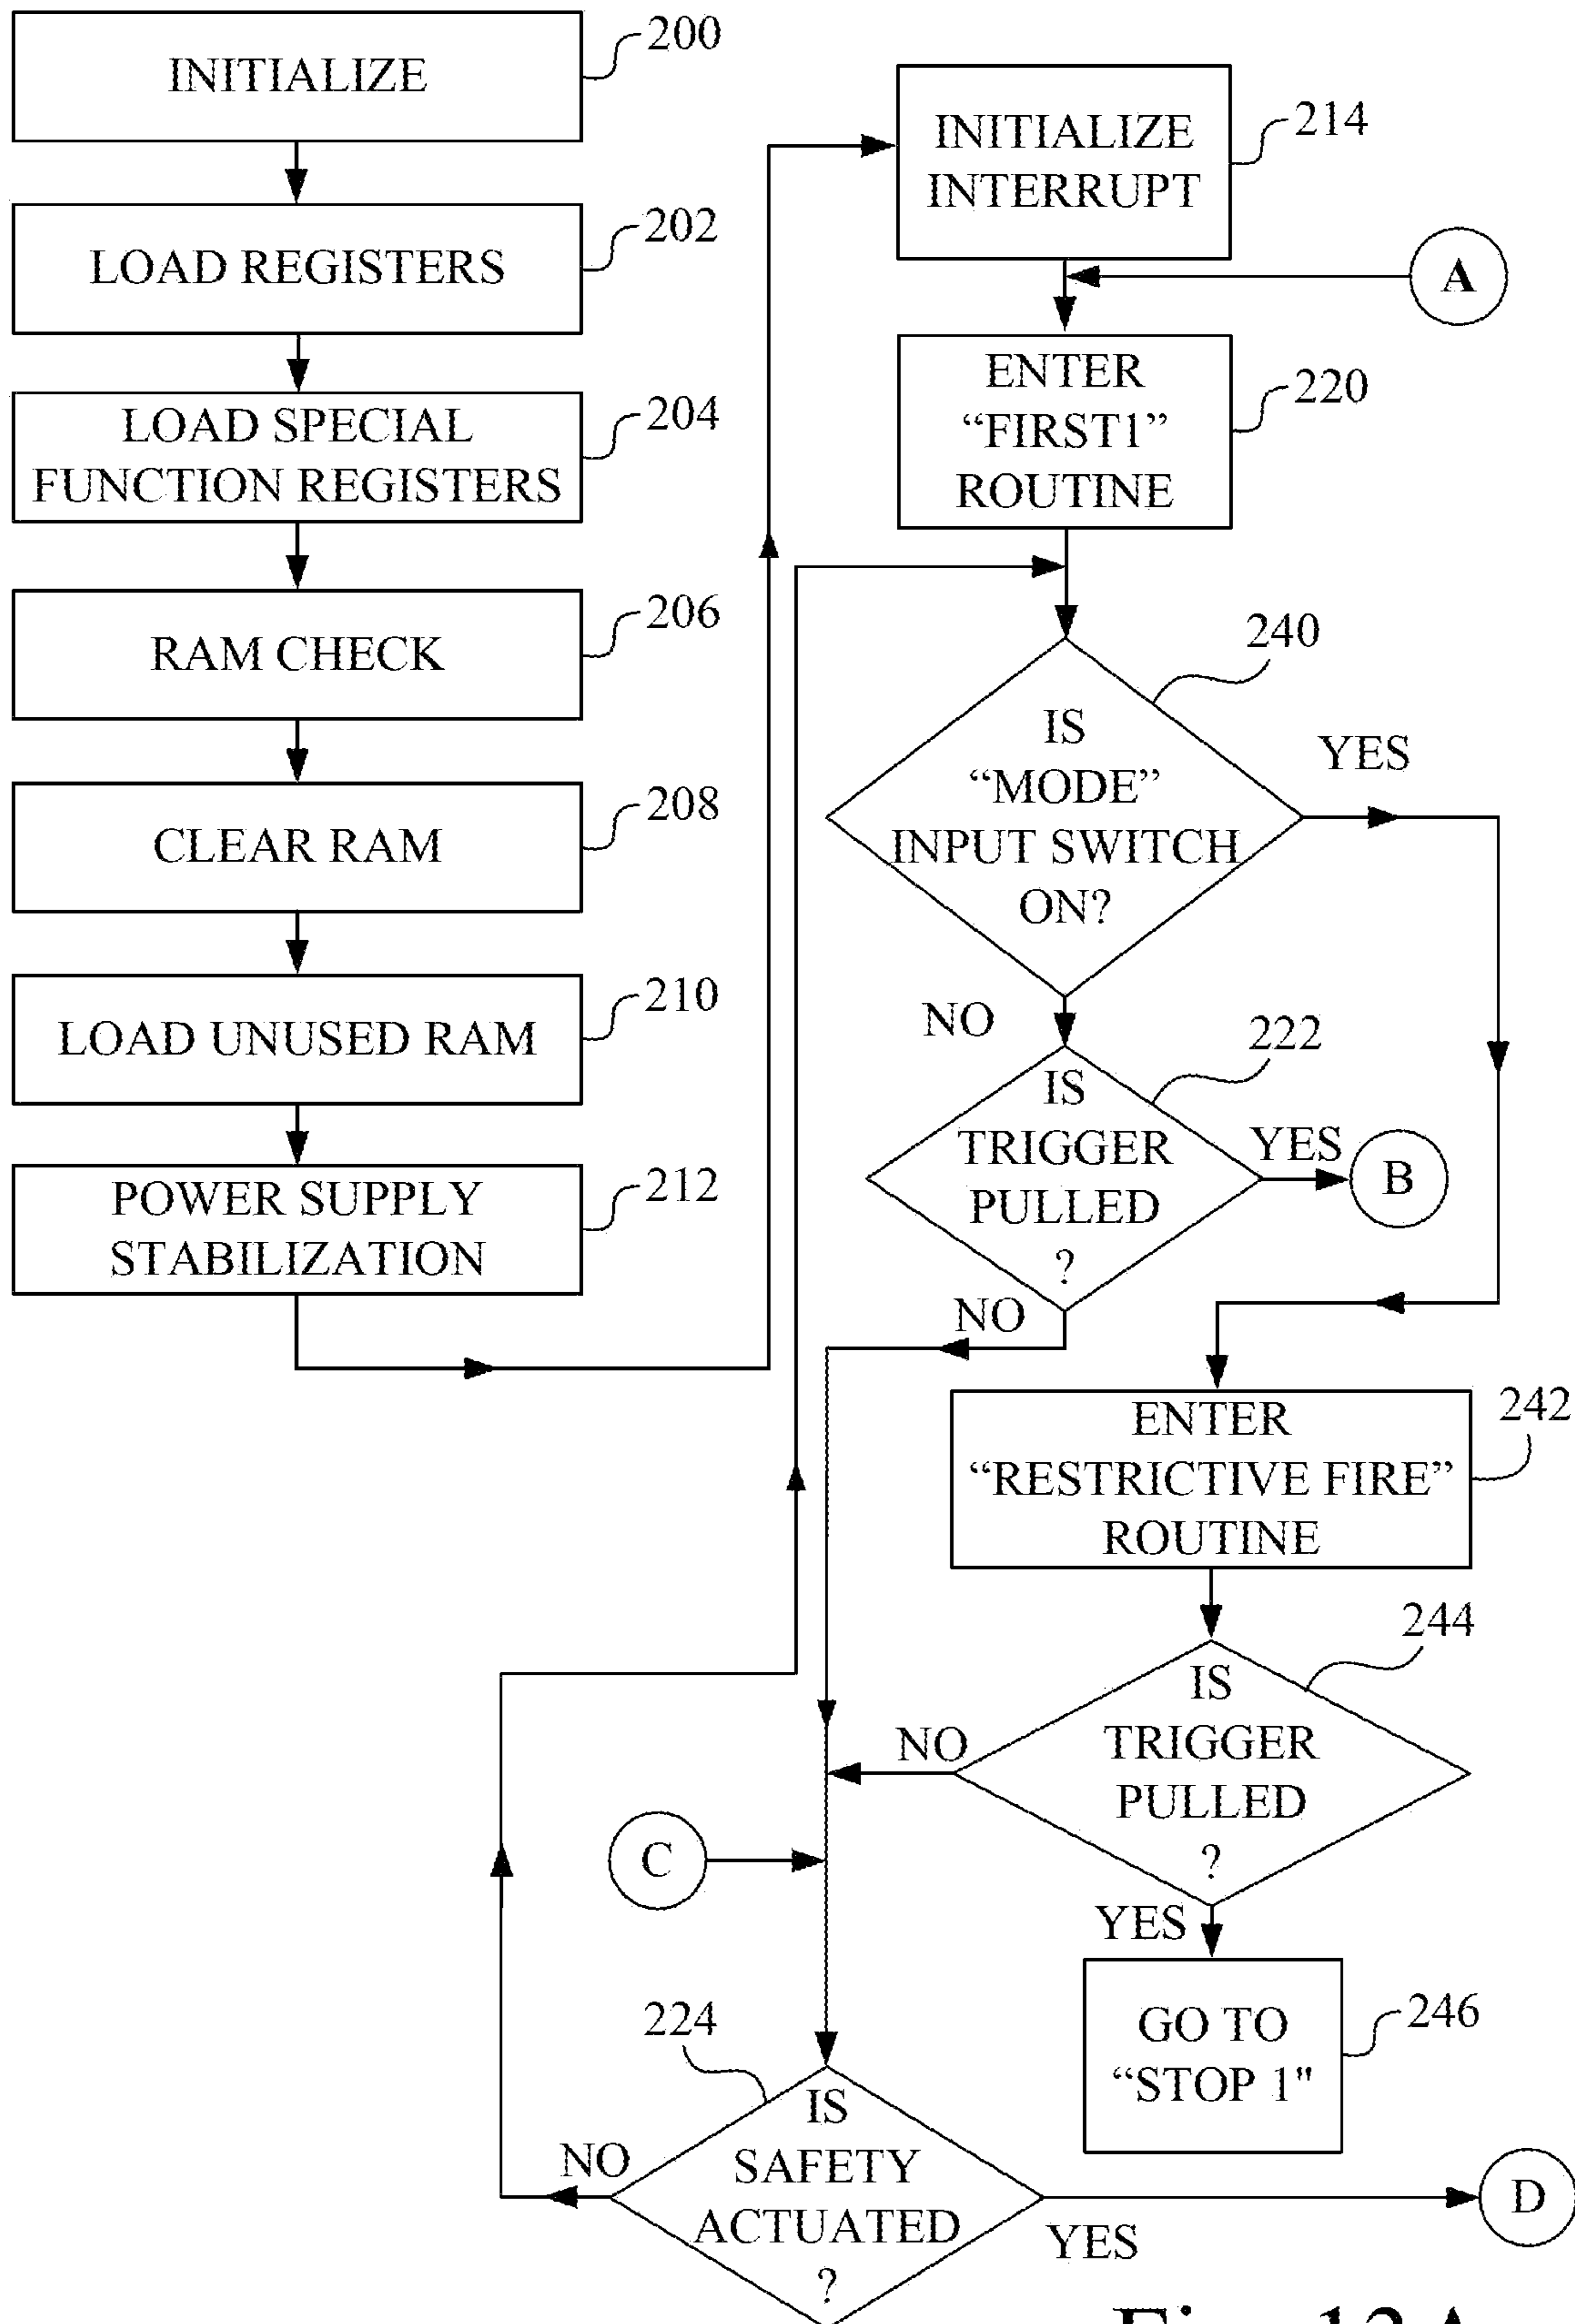 INITIALIZE
200
LOAD REGISTERS
202
LOAD SPECIAL
FUNCTION REGISTERS
204
RAM CHECK
206
CLEAR RAM
208
LOAD UNUSED RAM
210
POWER SUPPLY
STABILIZATION
212
INITIALIZE
INTERRUPT
214
A
ENTER
“FIRST1”
ROUTINE
220
240
IS
“MODE”
INPUT SWITCH
ON?
YES
NO
222
IS
TRIGGER
PULLED
?
YES
B
NO
ENTER
“RESTRICTIVE FIRE”
ROUTINE
242
244
IS
TRIGGER
PULLED
?
NO
C
YES
GO TO
“STOP 1"
246
224
IS
SAFETY
ACTUATED
?
NO
YES
D